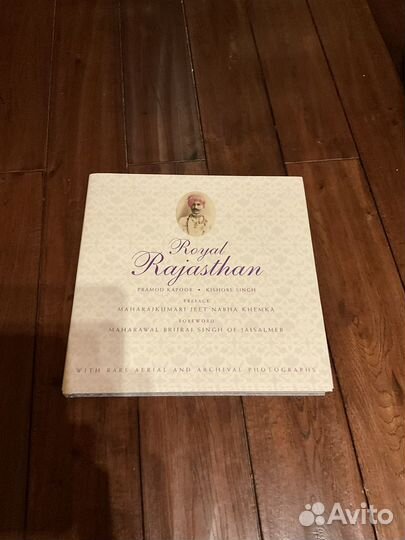 Royal
Rajasthan
PRAMOD KAPOOR • KISHORE SINGH
PREFACE
MAHARAJKUMARI JEET NABHA KHEMKA
FOREWORD
MAHARAWAL BRIJRAJ SINGH OF JAISALMER
WITH RARE AERIAL AND ARCHIVAL PHOTOGRAPHS
Avito